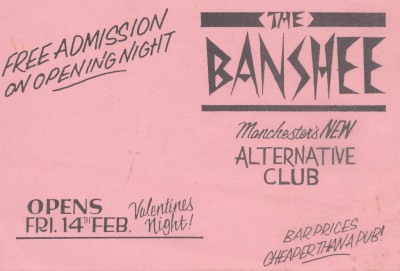 FREE ADMISSION
ON OPENING NIGHT
OPENS
FRI. 14TH FEB.
Valentines
Night!
THE
BANSHEE
Manchester's NEW
ALTERNATIVE
CLUB
BAR PRICES
CHEAPER THAN A PUB!